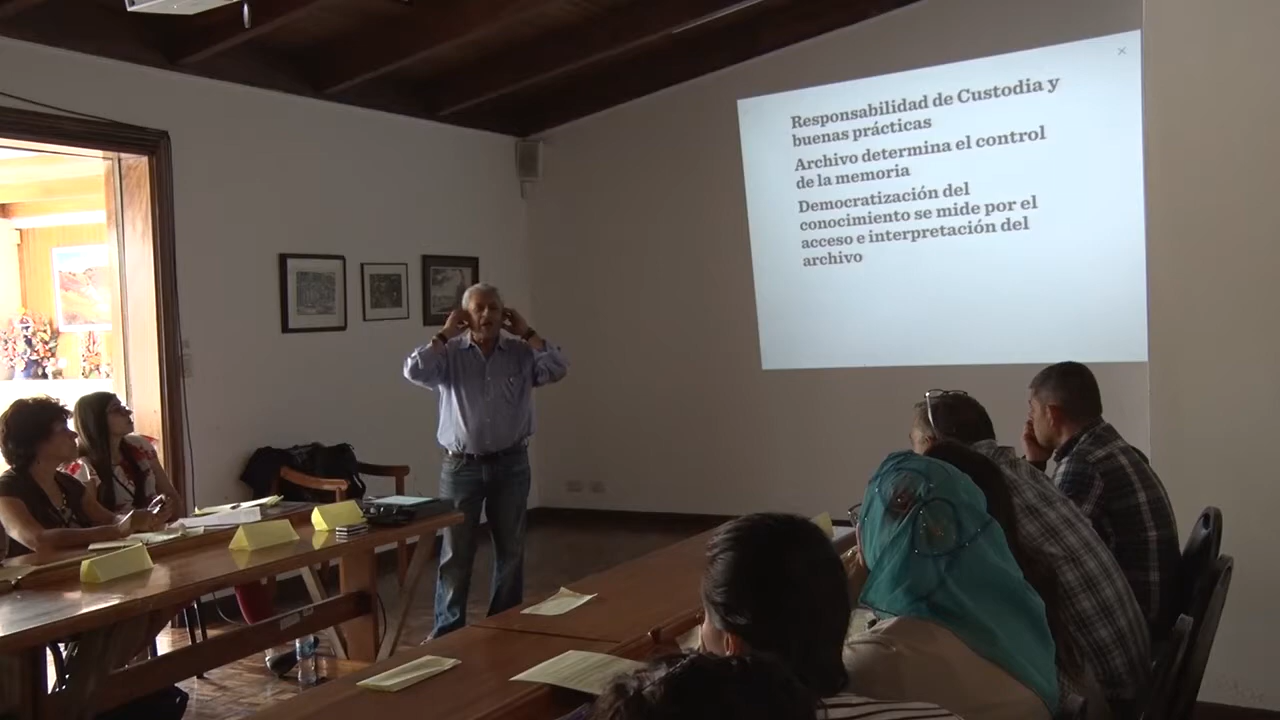 Responsabilidad de Custodia y
buenas prácticas
Archivo determina el control
de la memoria
Democratización del
conocimiento se mide por el
acceso e interpretación del
archivo